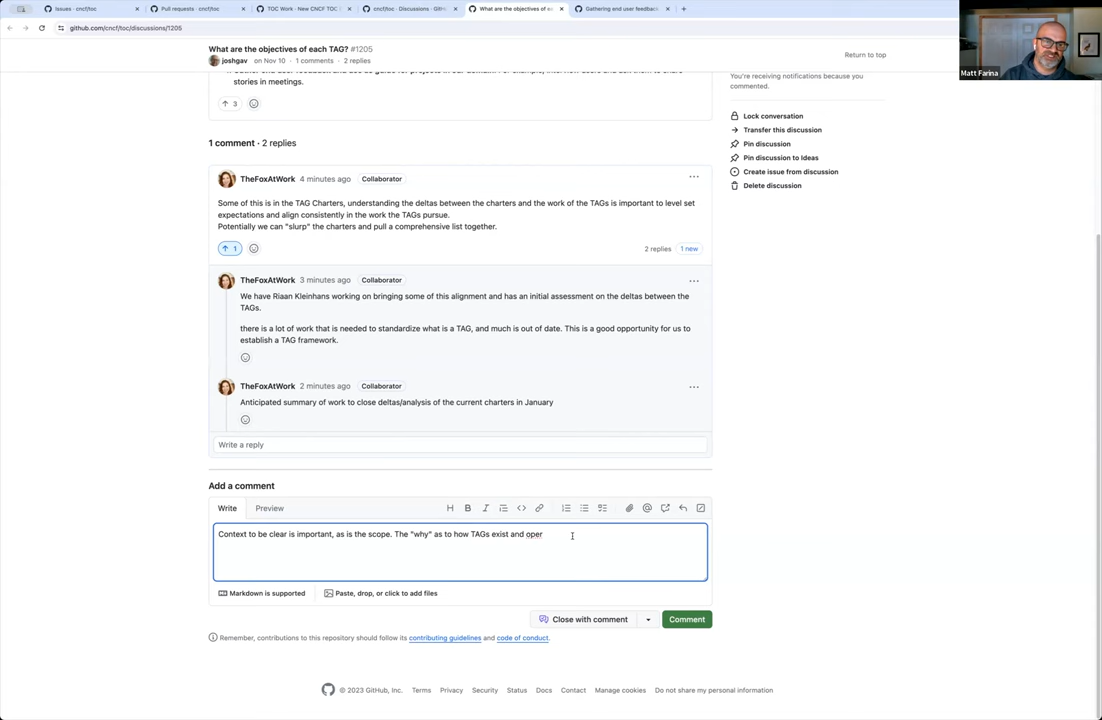 Issues · cncf/toc
Pull requests · cncf/toc
TOC Work · New CNCF TOC
cncf/toc · Discussions · GitH
What are the objectives of ea
Gathering end user feedback
github.com/cncf/toc/discussions/1205
What are the objectives of each TAG? #1205
joshgav on Nov 10 · 1 comments · 2 replies
Return to top
stories in meetings.
3
You're receiving notifications because you
commented.
Lock conversation
Transfer this discussion
Pin discussion
Pin discussion to Ideas
Create issue from discussion
Delete discussion
1 comment · 2 replies
TheFoxAtWork 4 minutes ago Collaborator
Some of this is in the TAG Charters, understanding the deltas between the charters and the work of the TAGs is important to level set
expectations and align consistently in the work the TAGs pursue.
Potentially we can "slurp" the charters and pull a comprehensive list together.
1
2 replies 1 new
TheFoxAtWork 3 minutes ago Collaborator
We have Riaan Kleinhans working on bringing some of this alignment and has an initial assessment on the deltas between the
TAGs.
there is a lot of work that is needed to standardize what is a TAG, and much is out of date. This is a good opportunity for us to
establish a TAG framework.
TheFoxAtWork 2 minutes ago Collaborator
Anticipated summary of work to close deltas/analysis of the current charters in January
Write a reply
Add a comment
Write Preview
Context to be clear is important, as is the scope. The "why" as to how TAGs exist and oper
Markdown is supported Paste, drop, or click to add files
Close with comment Comment
Remember, contributions to this repository should follow its contributing guidelines and code of conduct.
© 2023 GitHub, Inc. Terms Privacy Security Status Docs Contact Manage cookies Do not share my personal information
Matt Farina